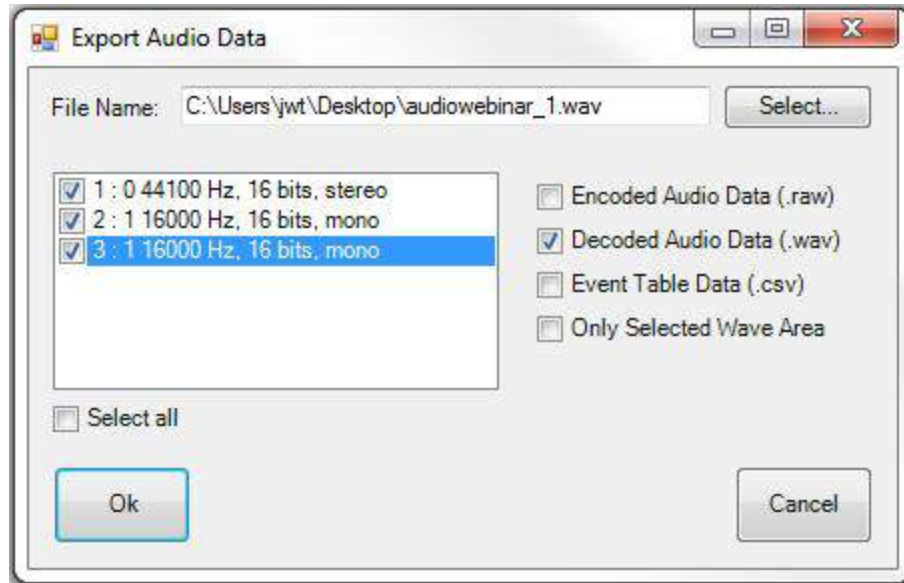 Export Audio Data
File Name: C:\Users\jwt\Desktop\audiowebinar_1.wav Select...
1 : 0 44100 Hz, 16 bits, stereo
2 : 1 16000 Hz, 16 bits, mono
3 : 1 16000 Hz, 16 bits, mono
Encoded Audio Data (.raw)
Decoded Audio Data (.wav)
Event Table Data (.csv)
Only Selected Wave Area
Select all
Ok
Cancel